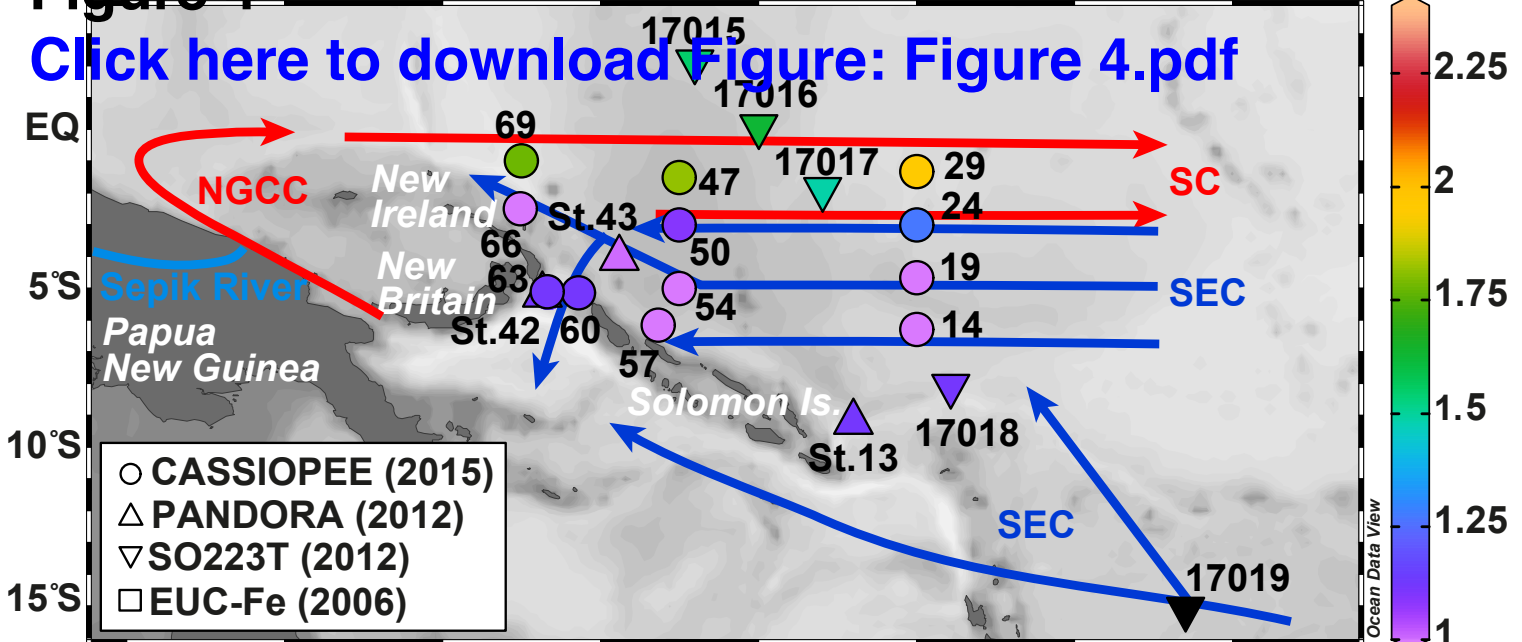 Figure 4
Click here to download Figure: Figure 4.pdf
17015
17016
17017
EQ
69
47
29
SC
NGCC
New
Ireland
St.43
24
66
50
5°S
Sepik River
New
Britain
63
54
19
SEC
St.42
60
57
14
Papua
New Guinea
Solomon Is.
17018
10°S
St.13
SEC
17019
15°S
CASSIOPEE (2015)
PANDORA (2012)
SO223T (2012)
EUC-Fe (2006)
Ocean Data View
2.25
2
1.75
1.5
1.25
1